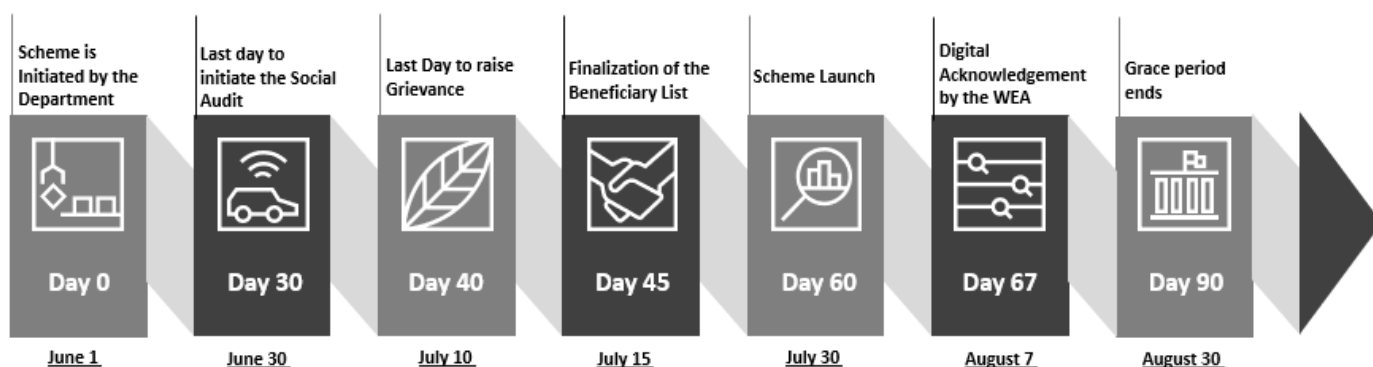 Scheme is
Initiated by the
Department
Last day to
initiate the Social
Audit
Last Day to raise
Grievance
Finalization of the
Beneficiary List
Scheme Launch
Digital
Acknowledgement
by the WEA
Grace period
ends
Day 0
Day 30
Day 40
Day 45
Day 60
Day 67
Day 90
June 1
June 30
July 10
July 15
July 30
August 7
August 30